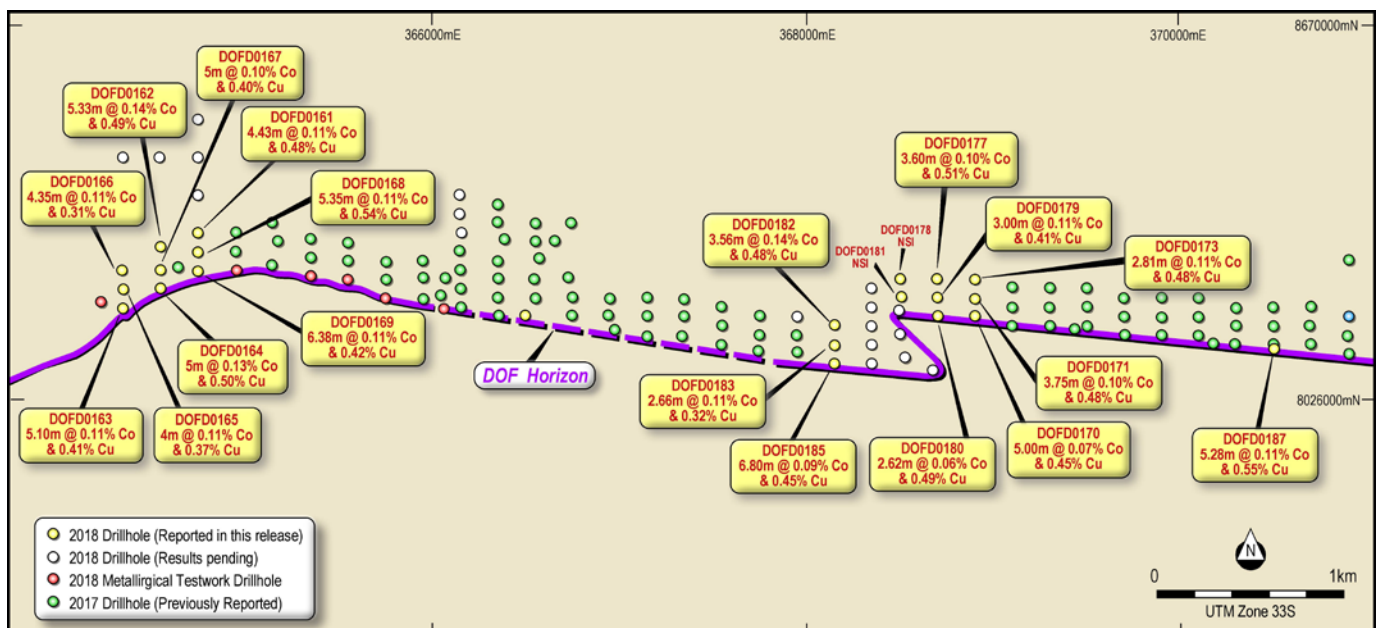 366000mE
368000mE
370000mE
8670000mN
DOFD0167
5m @ 0.10% Co
& 0.40% Cu
DOFD0162
5.33m @ 0.14% Co
& 0.49% Cu
DOFD0161
4.43m @ 0.11% Co
& 0.48% Cu
DOFD0166
4.35m @ 0.11% Co
& 0.31% Cu
DOFD0168
5.35m @ 0.11% Co
& 0.54% Cu
DOFD0177
3.60m @ 0.10% Co
& 0.51% Cu
DOFD0182
3.56m @ 0.14% Co
& 0.48% Cu
DOFD0181
NSI
DOFD0178
NSI
DOFD0179
3.00m @ 0.11% Co
& 0.41% Cu
DOFD0173
2.81m @ 0.11% Co
& 0.48% Cu
DOFD0169
6.38m @ 0.11% Co
& 0.42% Cu
DOFD0164
5m @ 0.13% Co
& 0.50% Cu
DOF Horizon
DOFD0183
2.66m @ 0.11% Co
& 0.32% Cu
DOFD0171
3.75m @ 0.10% Co
& 0.48% Cu
8026000mN
DOFD0163
5.10m @ 0.11% Co
& 0.41% Cu
DOFD0165
4m @ 0.11% Co
& 0.37% Cu
DOFD0185
6.80m @ 0.09% Co
& 0.45% Cu
DOFD0180
2.62m @ 0.06% Co
& 0.49% Cu
DOFD0170
5.00m @ 0.07% Co
& 0.45% Cu
DOFD0187
5.28m @ 0.11% Co
& 0.55% Cu
2018 Drillhole (Reported in this release)
2018 Drillhole (Results pending)
2018 Metallirgical Testwork Drillhole
2017 Drillhole (Previously Reported)
N
0 1km
UTM Zone 33S